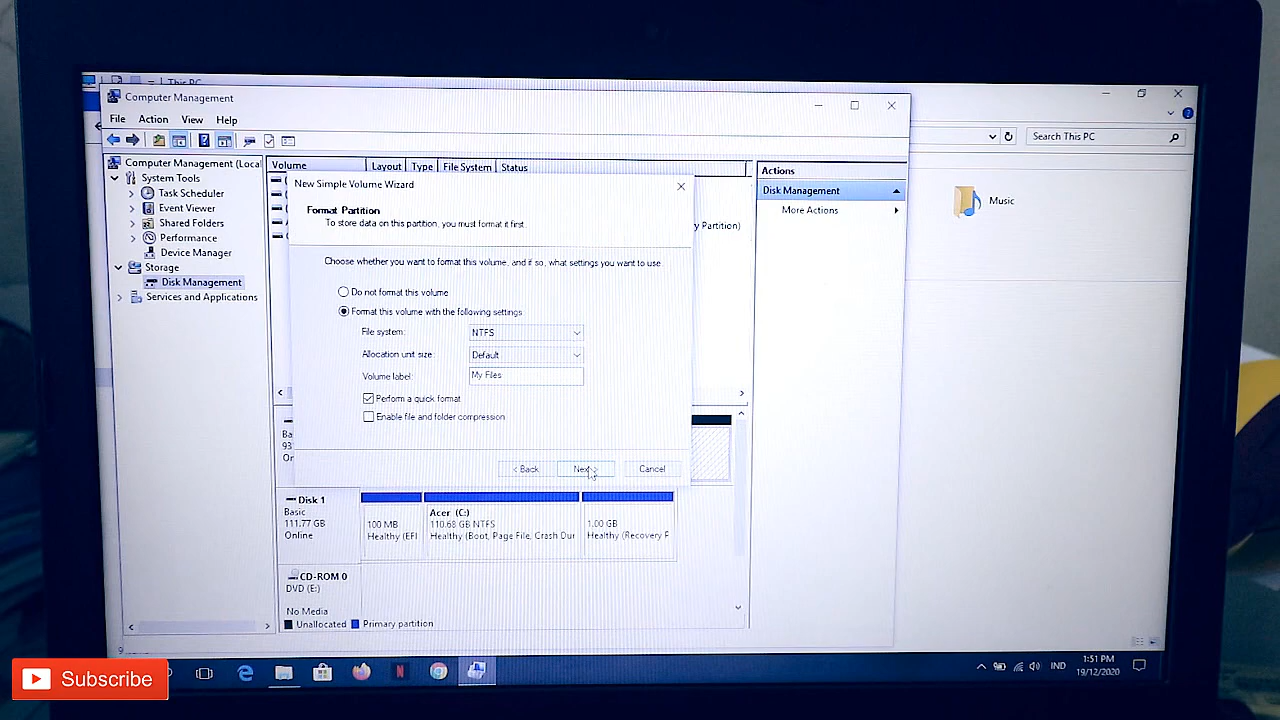 This PC
Computer Management
File Action View Help
Search This PC
Computer Management (Local
System Tools
Task Scheduler
Event Viewer
Shared Folders
Performance
Device Manager
Storage
Disk Management
Services and Applications
Volume Layout Type File System Status
y Partition)
Actions
Disk Management
More Actions
Music
New Simple Volume Wizard
Format Partition
To store data on this partition, you must format it first.
Choose whether you want to format this volume, and if so, what settings you want to use.
Do not format this volume
Format this volume with the following settings
File system: NTFS
Allocation unit size: Default
Volume label: My Files
Perform a quick format
Enable file and folder compression
< Back Next > Cancel
Ba
93
On
Disk 1
Basic
111.77 GB
Online
100 MB
Healthy (EFI
Acer (C:)
110.68 GB NTFS
Healthy (Boot, Page File, Crash Dur
1.00 GB
Healthy (Recovery P
CD-ROM 0
DVD (E:)
No Media
Unallocated Primary partition
IND
1:51 PM
19/12/2020
Subscribe